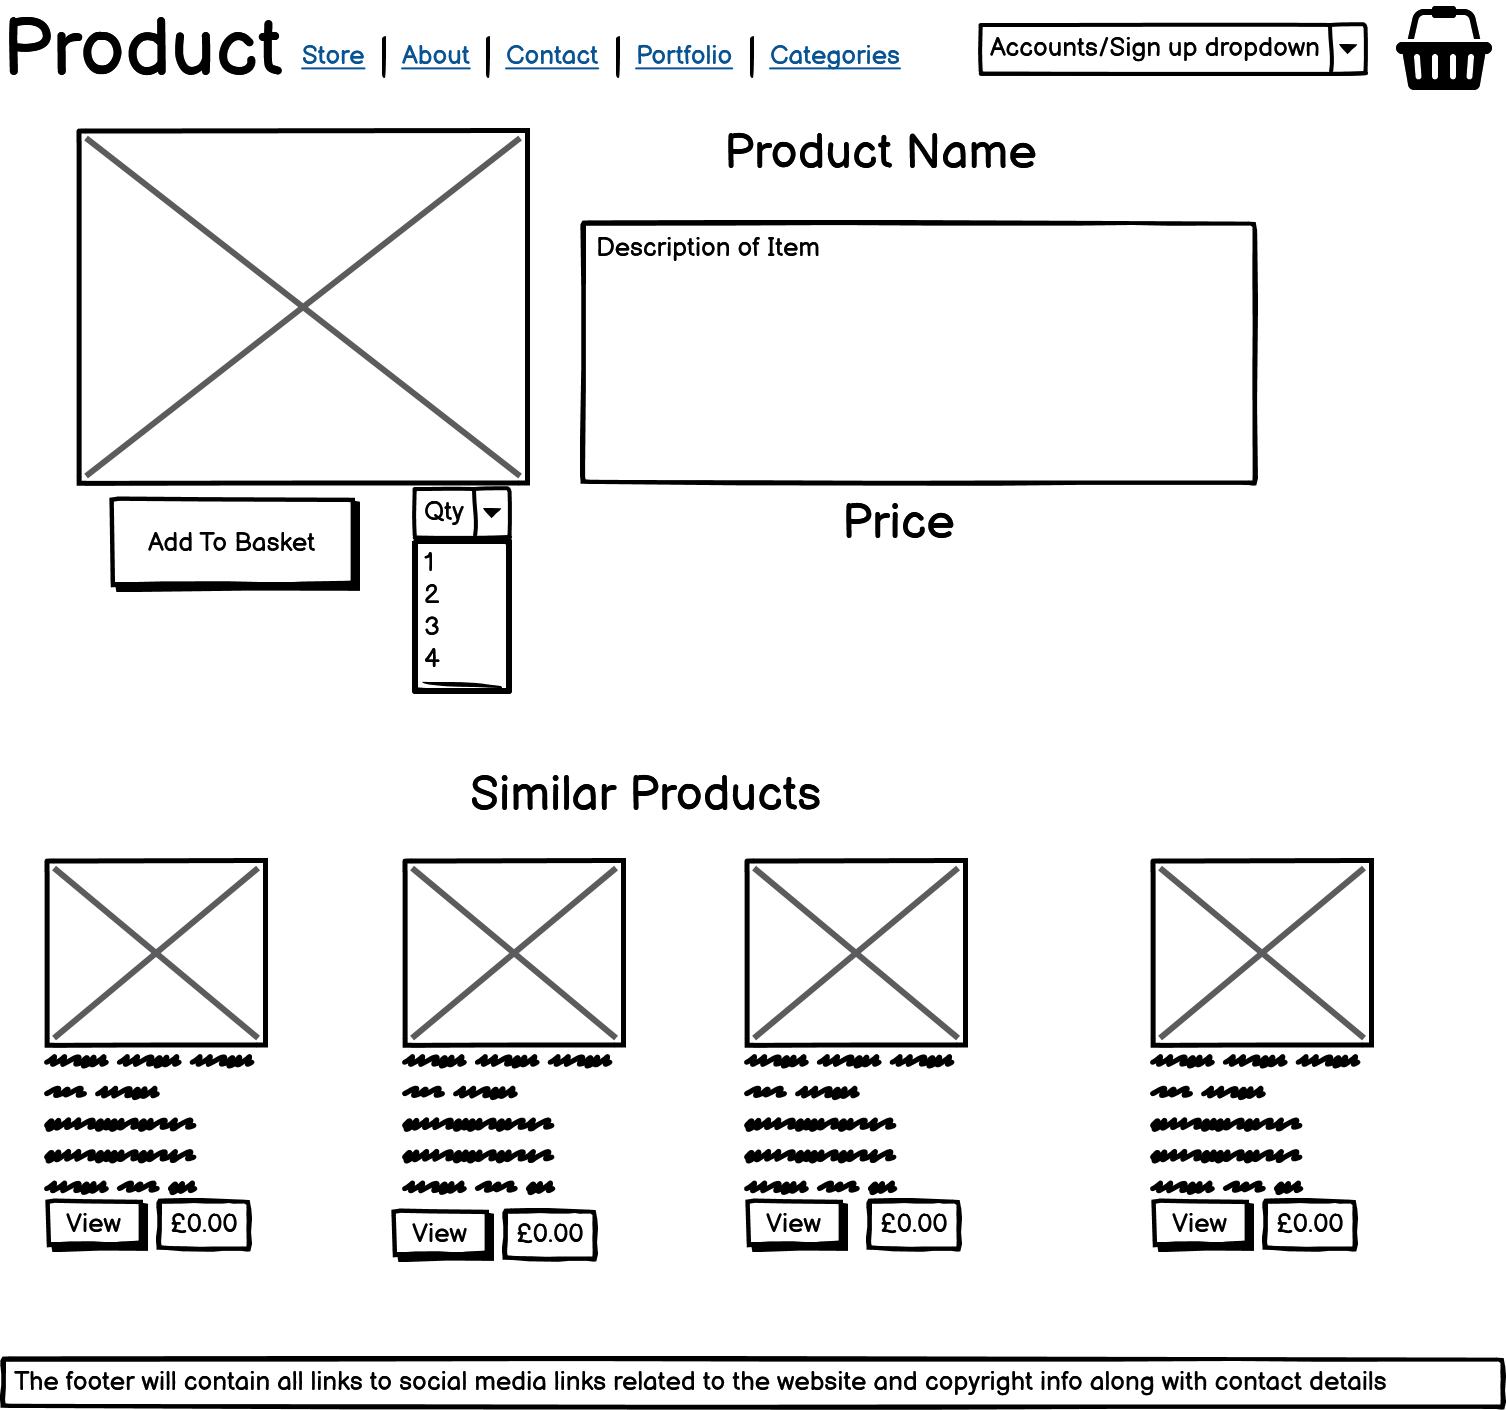 Product
Store | About | Contact | Portfolio | Categories
Accounts/Sign up dropdown
Product Name
Description of Item
Add To Basket
Qty
1
2
3
4
Price
Similar Products
View £0.00
View £0.00
View £0.00
View £0.00
The footer will contain all links to social media links related to the website and copyright info along with contact details